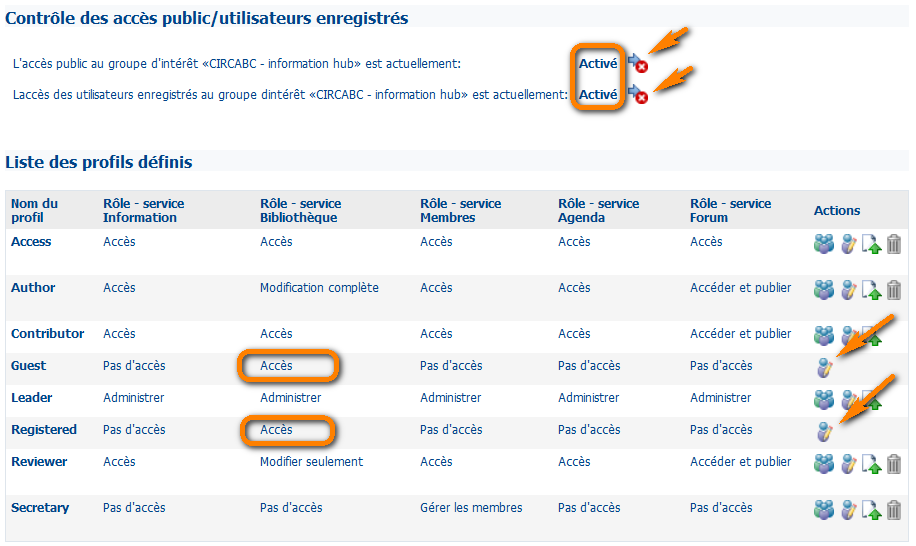 Contrôle des accès public/utilisateurs enregistrés
L'accès public au groupe d'intérêt «CIRCABC - information hub» est actuellement: Activé
Laccès des utilisateurs enregistrés au groupe dintérêt «CIRCABC - information hub» est actuellement: Activé
Liste des profils définis
Nom du profil Rôle - service Information Rôle - service Bibliothèque Rôle - service Membres Rôle - service Agenda Rôle - service Forum Actions
Access Accès Accès Accès Accès Accès
Author Accès Modification complète Accès Accès Accéder et publier
Contributor Accès Accès Accès Accès Accéder et publier
Guest Pas d'accès Accès Pas d'accès Pas d'accès Pas d'accès
Leader Administrer Administrer Administrer Administrer Administrer
Registered Pas d'accès Accès Pas d'accès Pas d'accès Pas d'accès
Reviewer Accès Modifier seulement Accès Accès Accéder et publier
Secretary Pas d'accès Pas d'accès Gérer les membres Pas d'accès Pas d'accès